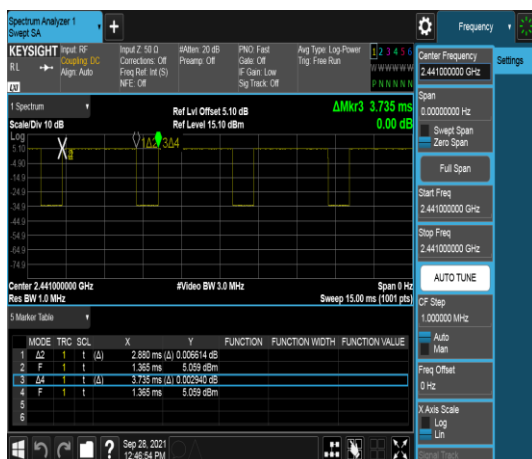 Spectrum Analyzer 1
Swept SA
Frequency
KEYSIGHT
RL
Input: RF
Coupling: DC
Align: Auto
Input Z: 50 Ω
Corrections: Off
Freq Ref: Int (S)
NFE: Off
#Atten: 20 dB
Preamp: Off
PNO: Fast
Gate: Off
IF Gain: Low
Sig Track: Off
Avg Type: Log-Power
Trig: Free Run
1 2 3 4 5 6
W W W W W W
P N N N N N
Center Frequency
2.441000000 GHz
Settings
Span
0.00000000 Hz
Swept Span
Zero Span
Full Span
Start Freq
2.441000000 GHz
Stop Freq
2.441000000 GHz
AUTO TUNE
CF Step
1.000000 MHz
Auto
Man
Freq Offset
0 Hz
X Axis Scale
Log
Lin
Signal Track
1 Spectrum
Scale/Div 10 dB
Ref Lvl Offset 5.10 dB
Ref Level 15.10 dBm
ΔMkr3 3.735 ms
0.00 dB
Log
5.10
-4.90
-14.9
-24.9
-34.9
-44.9
-54.9
-64.9
-74.9
1Δ2
3Δ4
Center 2.441000000 GHz
Res BW 1.0 MHz
#Video BW 3.0 MHz
Span 0 Hz
Sweep 15.00 ms (1001 pts)
5 Marker Table
MODE TRC SCL X Y FUNCTION FUNCTION WIDTH FUNCTION VALUE
1 Δ2 1 t (Δ) 2.880 ms (Δ) 0.006614 dB
2 F 1 t 1.365 ms 5.059 dBm
3 Δ4 1 t (Δ) 3.735 ms (Δ) 0.002940 dB
4 F 1 t 1.365 ms 5.059 dBm
5
6
?
Sep 28, 2021
12:46:54 PM